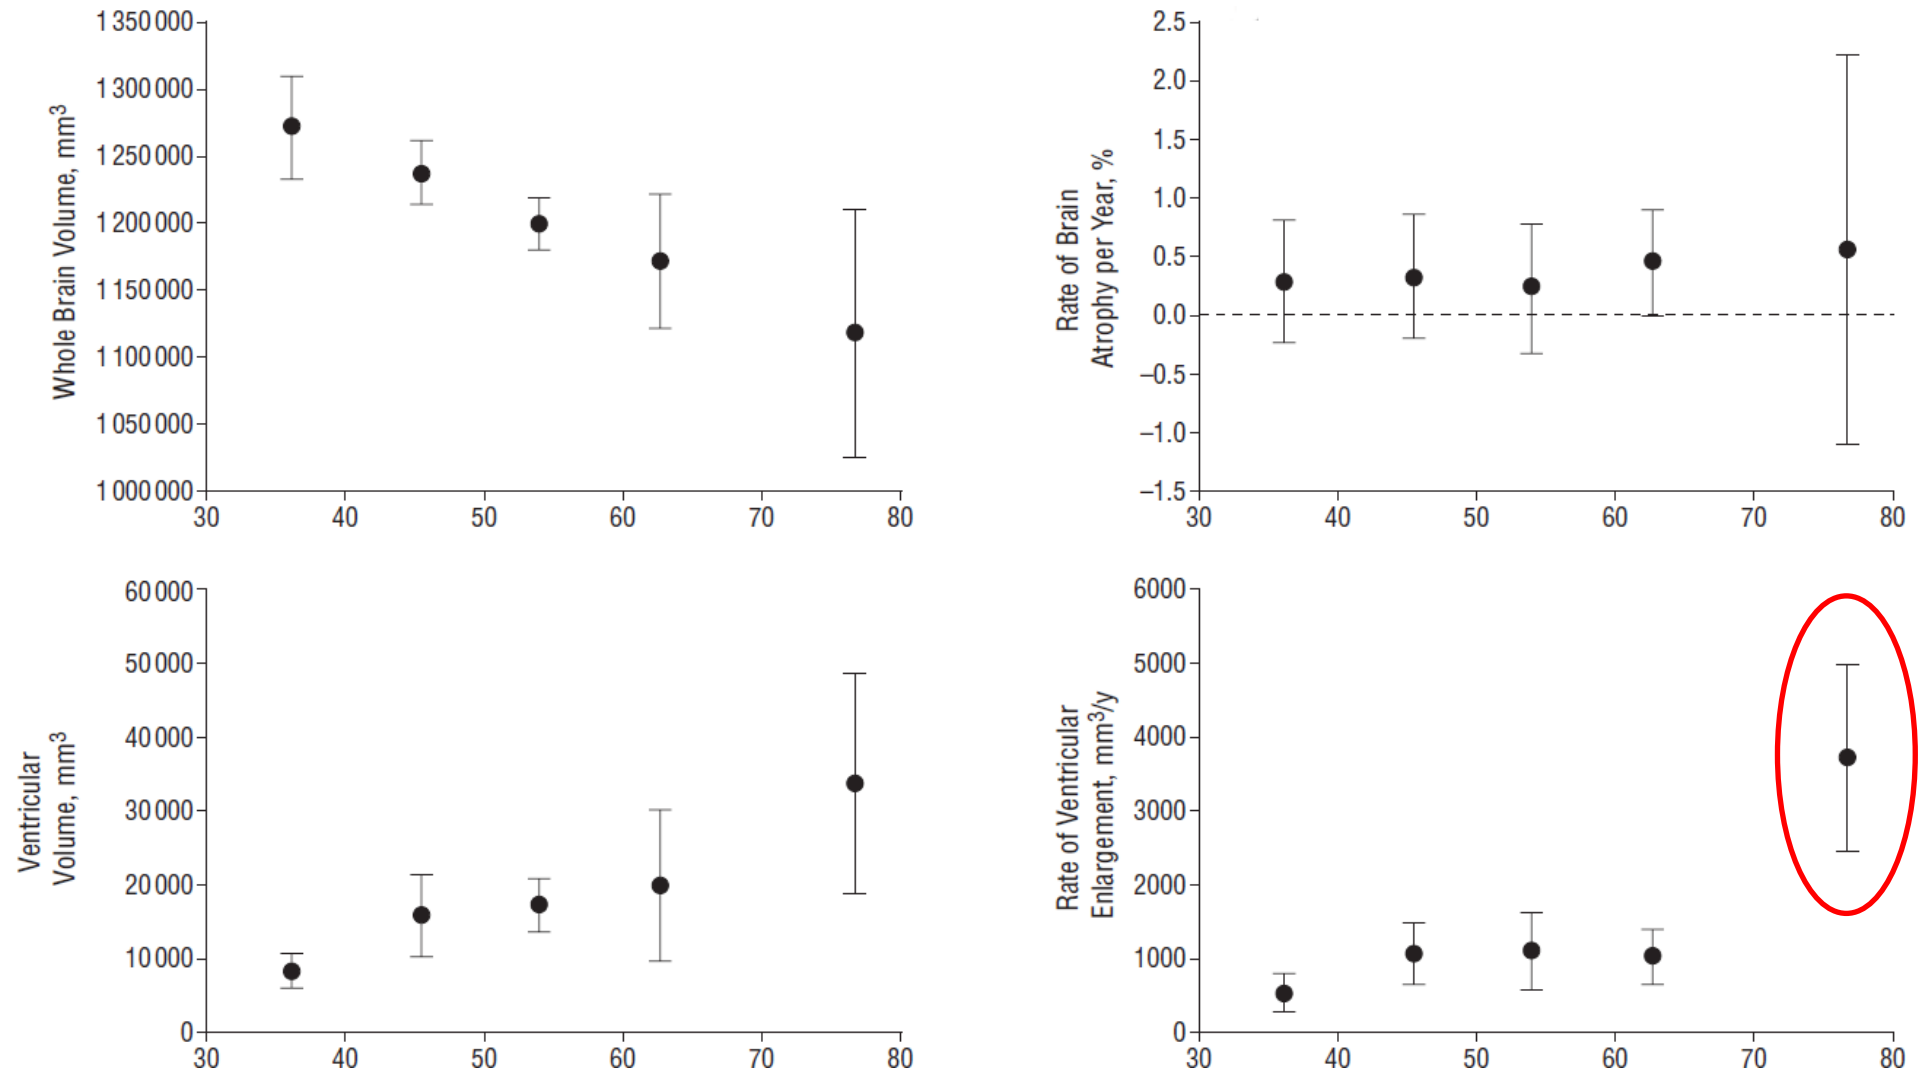 1 350 000
1 300 000
1 250 000
1 200 000
1 150 000
1 100 000
1 050 000
1 000 000
Whole Brain Volume, mm³
30 40 50 60 70 80
2.5
2.0
1.5
1.0
0.5
0.0
–0.5
–1.0
–1.5
Rate of Brain
Atrophy per Year, %
30 40 50 60 70 80
60 000
50 000
40 000
30 000
20 000
10 000
0
Ventricular
Volume, mm³
30 40 50 60 70 80
6000
5000
4000
3000
2000
1000
0
Rate of Ventricular
Enlargement, mm³/y
30 40 50 60 70 80